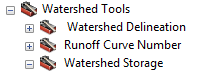 Watershed Tools
Watershed Delineation
Runoff Curve Number
Watershed Storage